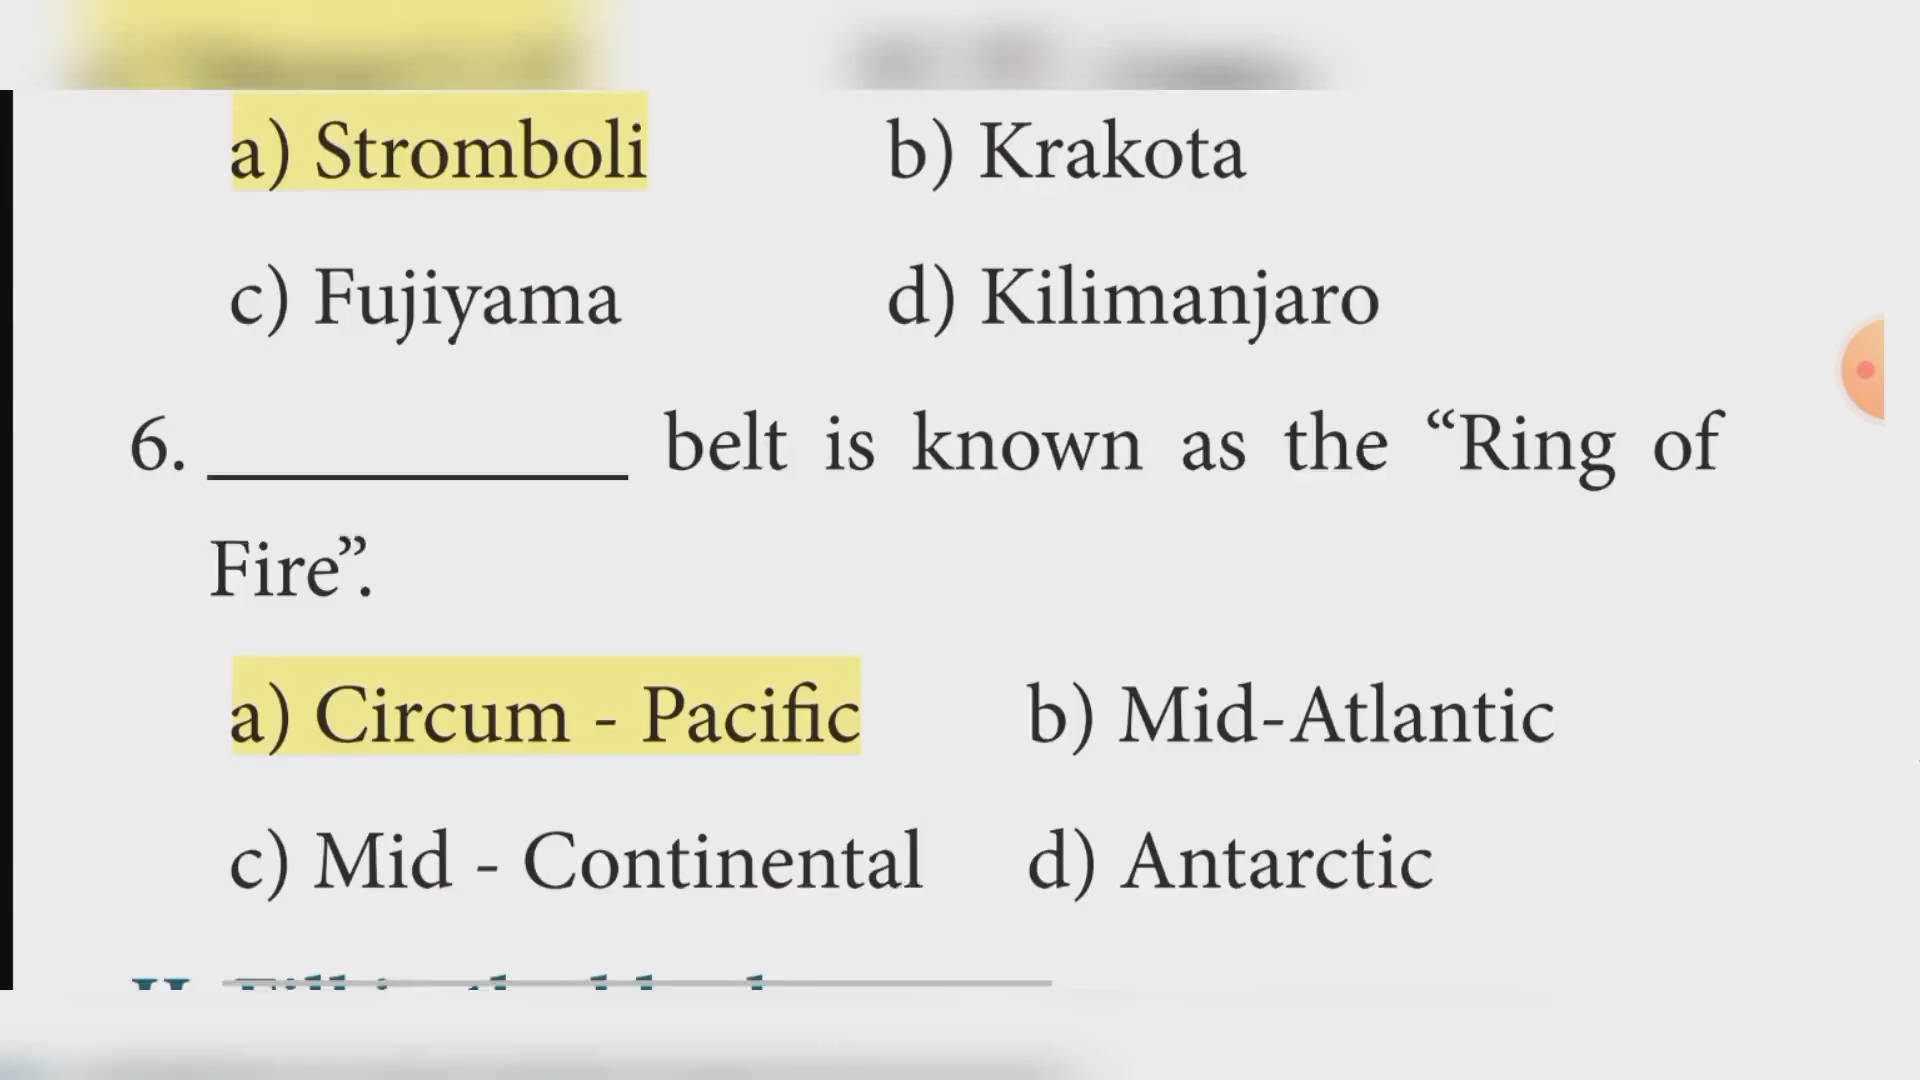 a) Stromboli b) Krakota
c) Fujiyama d) Kilimanjaro
6. __________ belt is known as the “Ring of
Fire”.
a) Circum - Pacific b) Mid-Atlantic
c) Mid - Continental d) Antarctic